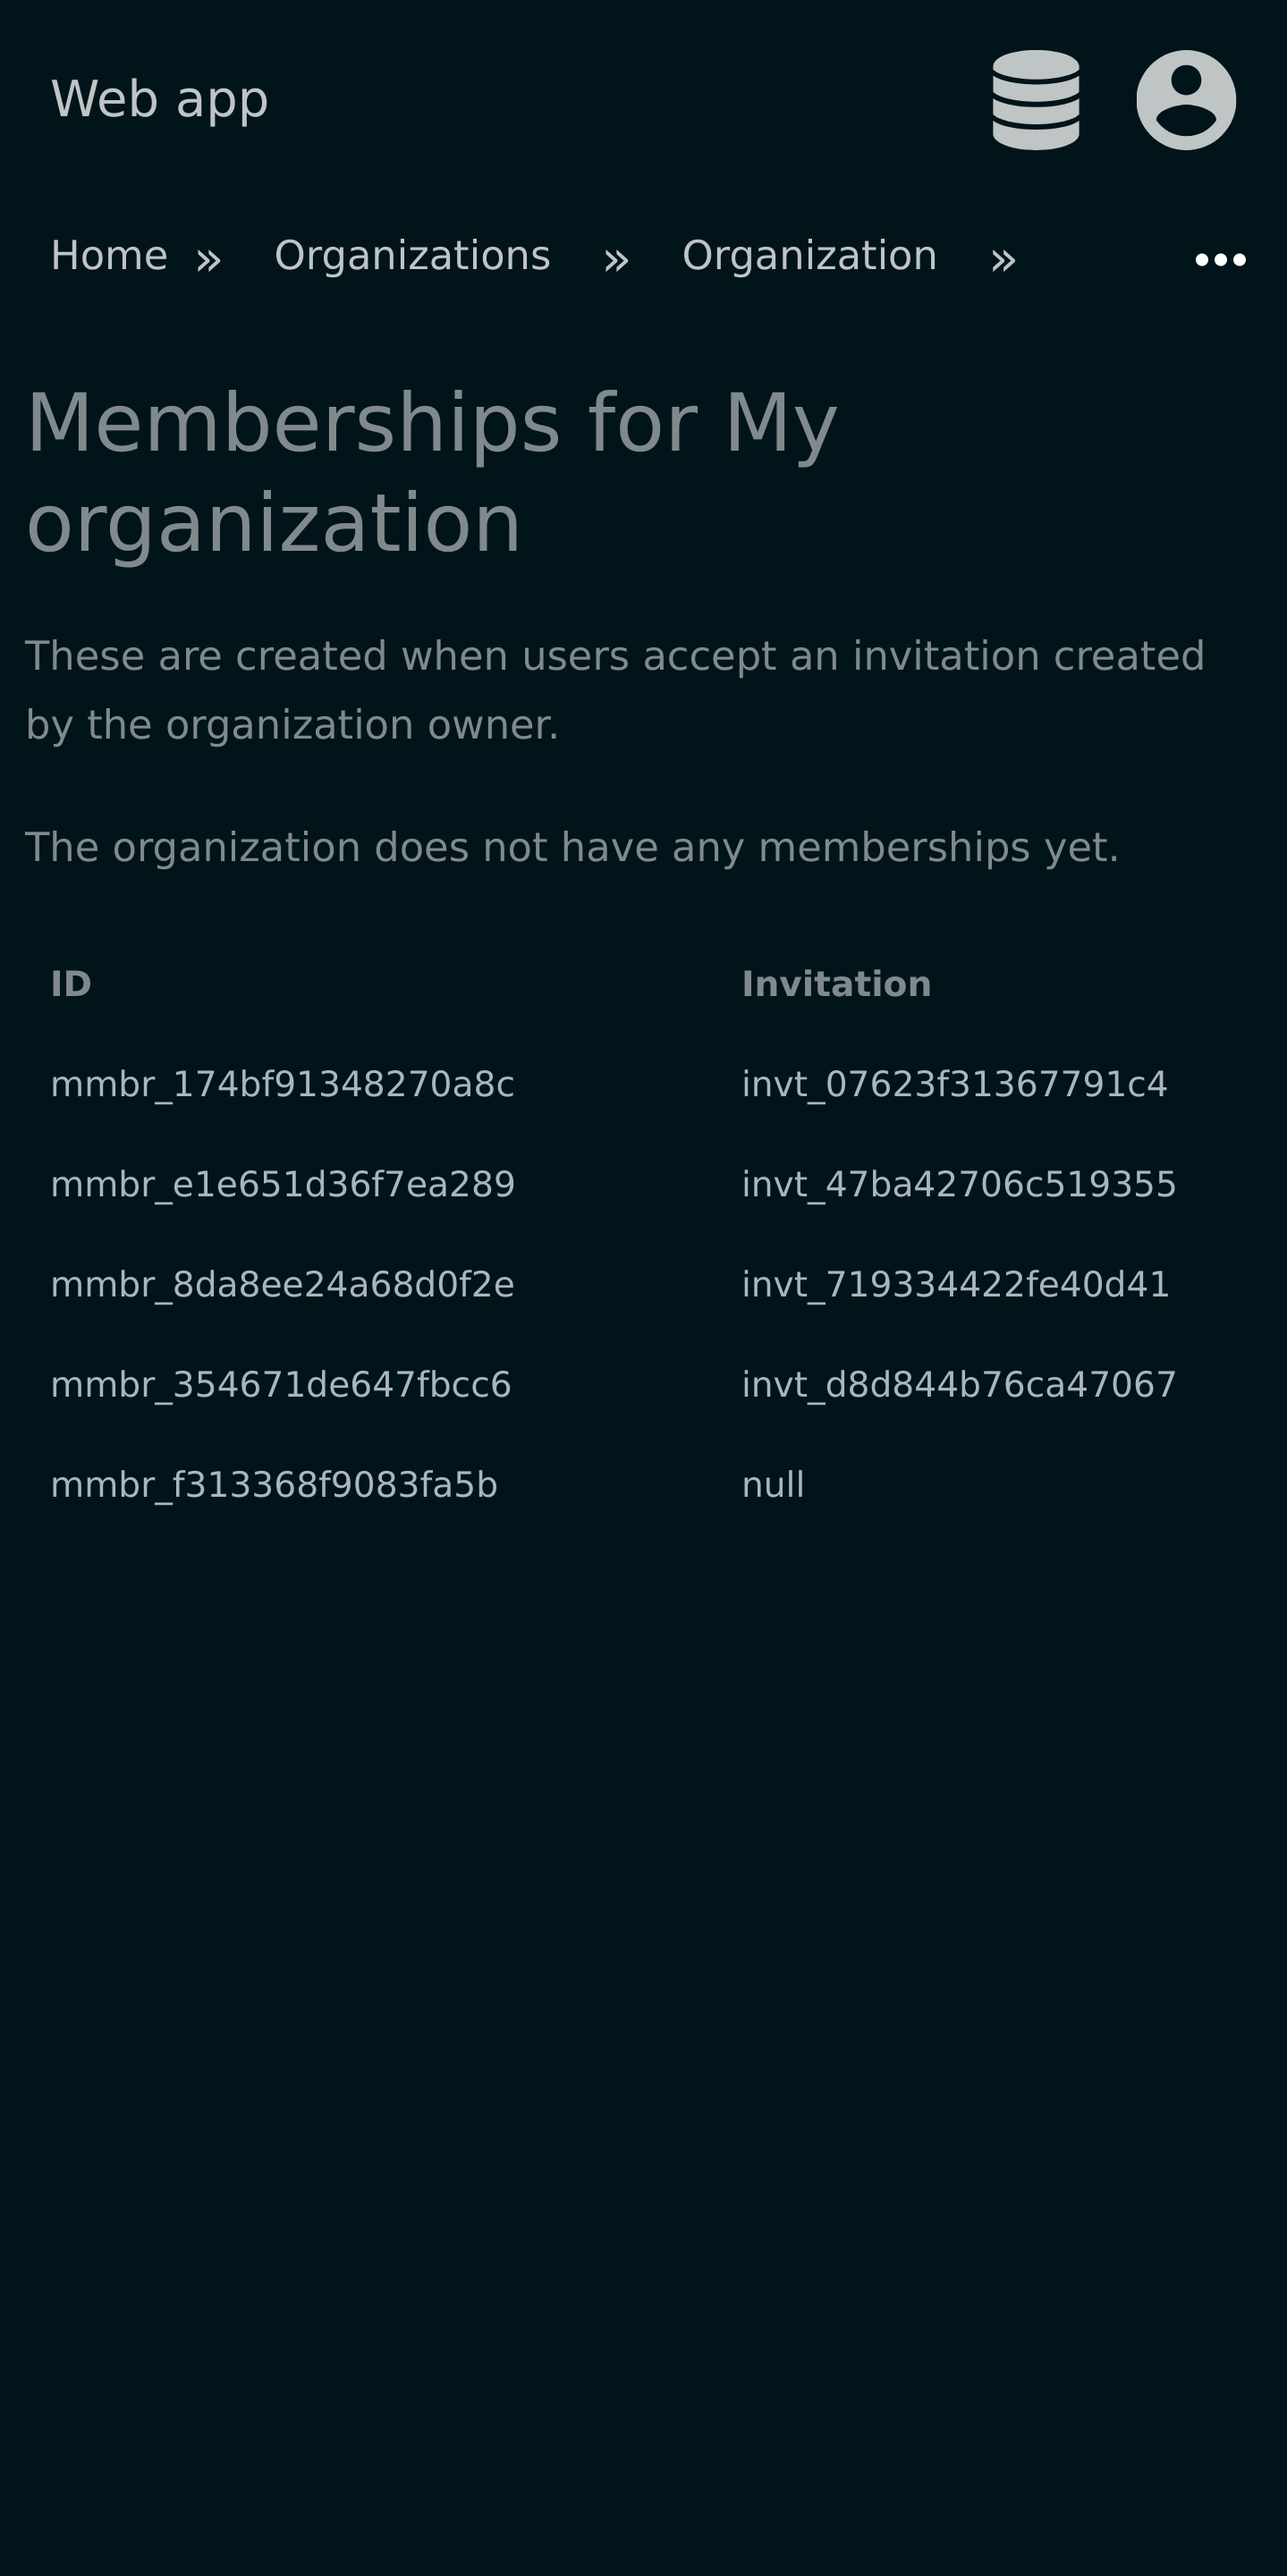 Web app
Home » Organizations » Organization »
Memberships for My
organization
These are created when users accept an invitation created
by the organization owner.
The organization does not have any memberships yet.
ID Invitation
mmbr_174bf91348270a8c invt_07623f31367791c4
mmbr_e1e651d36f7ea289 invt_47ba42706c519355
mmbr_8da8ee24a68d0f2e invt_719334422fe40d41
mmbr_354671de647fbcc6 invt_d8d844b76ca47067
mmbr_f313368f9083fa5b null